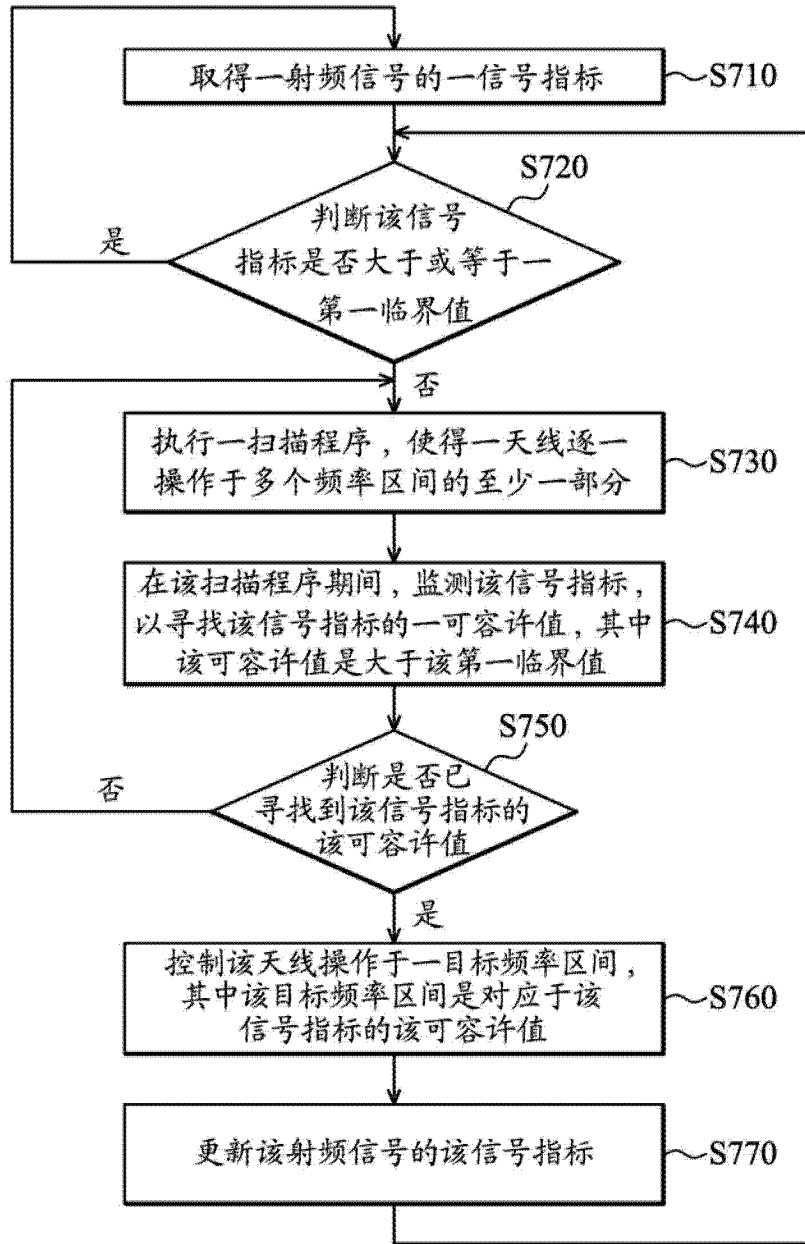 取得一射频信号的一信号指标
S710
S720
判断该信号
指标是否大于或等于一
第一临界值
是
否
执行一扫描程序，使得一天线逐一
操作于多个频率区间的至少一部分
S730
在该扫描程序期间，监测该信号指标，
以寻找该信号指标的一可容许值，其中
该可容许值是大于该第一临界值
S740
S750
判断是否已
寻找到该信号指标的
该可容许值
否
是
控制该天线操作于一目标频率区间，
其中该目标频率区间是对应于该
信号指标的该可容许值
S760
更新该射频信号的该信号指标
S770